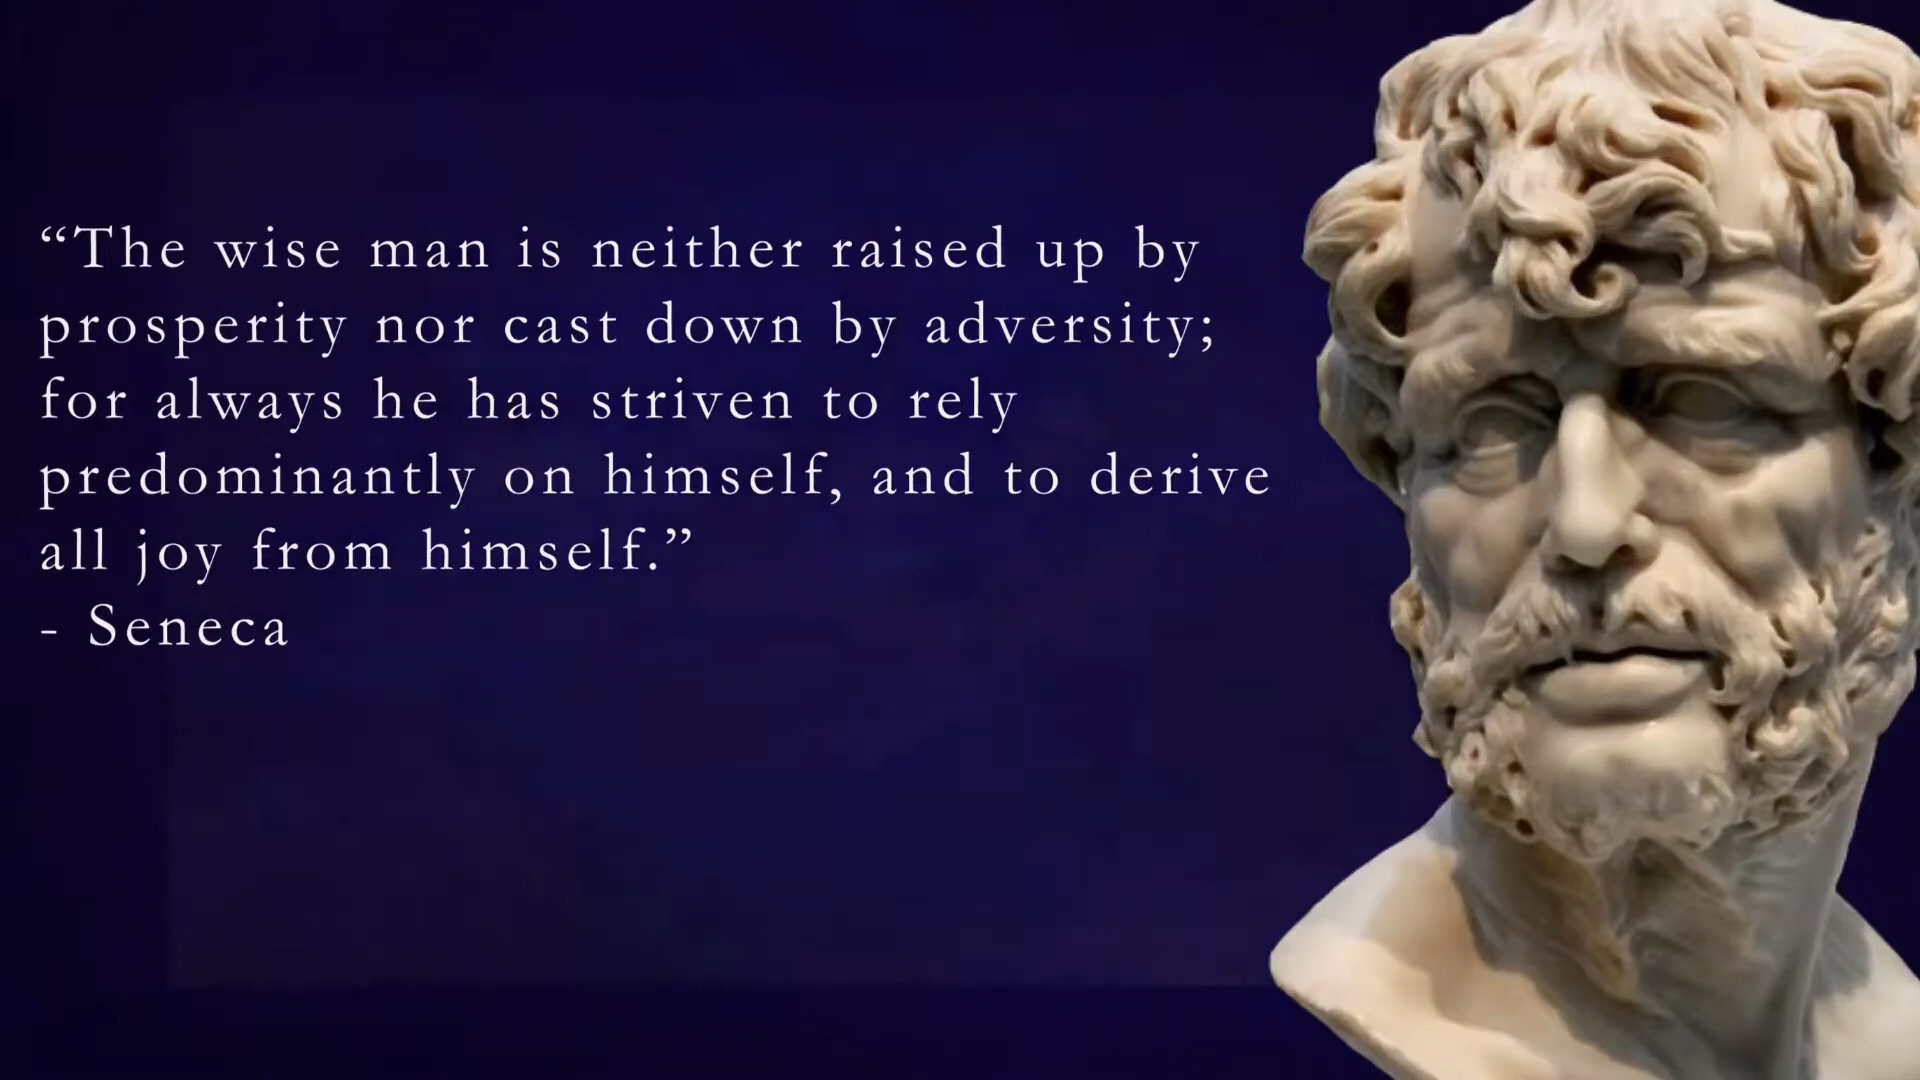 “The wise man is neither raised up by
prosperity nor cast down by adversity;
for always he has striven to rely
predominantly on himself, and to derive
all joy from himself.”
- Seneca